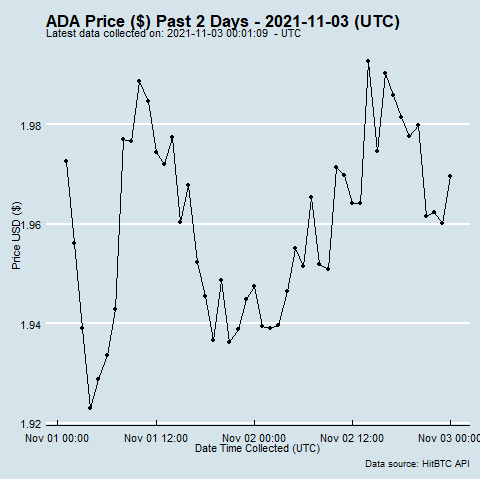 ADA Price ($) Past 2 Days - 2021-11-03 (UTC)
Latest data collected on: 2021-11-03 00:01:09 - UTC
1.98
1.96
1.94
1.92
Price USD ($)
Nov 01 00:00 Nov 01 12:00 Nov 02 00:00 Nov 02 12:00 Nov 03 00:00
Date Time Collected (UTC)
Data source: HitBTC API